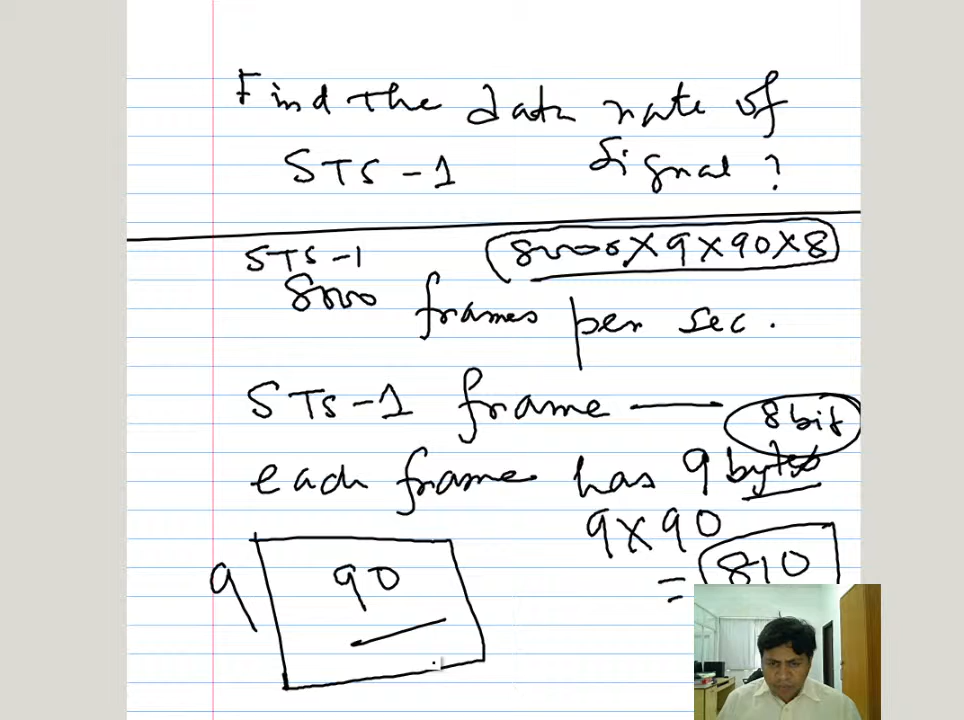 Find the data rate of
STS-1 signal?
STS-1 8000×9×90×8
8000 frames per sec.
STS-1 frame 8 bit
each frame has 9 bytes
9×90
9 90 = 810